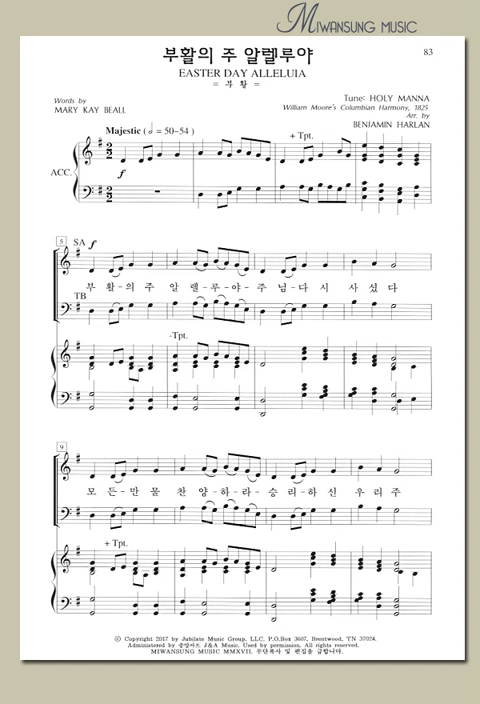 MIWANSUNG MUSIC
부활의 주 알렐루야
83
EASTER DAY ALLELUIA
= 부 활 =
Words by
MARY KAY BEALL
Tune: HOLY MANNA
William Moore's Columbian Harmony, 1825
Arr. by
BENJAMIN HARLAN
Majestic ( = 50~54 )
+ Tpt.
ACC.
f
5
SA f
부 활-의 주 알 렐-루-야-주 님-다 시 사 셨 다
TB
-Tpt.
9
모 든-만 물 찬 양-하-라-승 리-하 신 우 리 주
+ Tpt.
© Copyright 2017 by Jubilate Music Group, LLC, P.O.Box 3607, Brentwood, TN 37024.
Administered by 중앙아트 J&A Music. Used by permission. All rights reserved.
MIWANSUNG MUSIC MMXVII. 무단복사 및 편집을 금합니다.